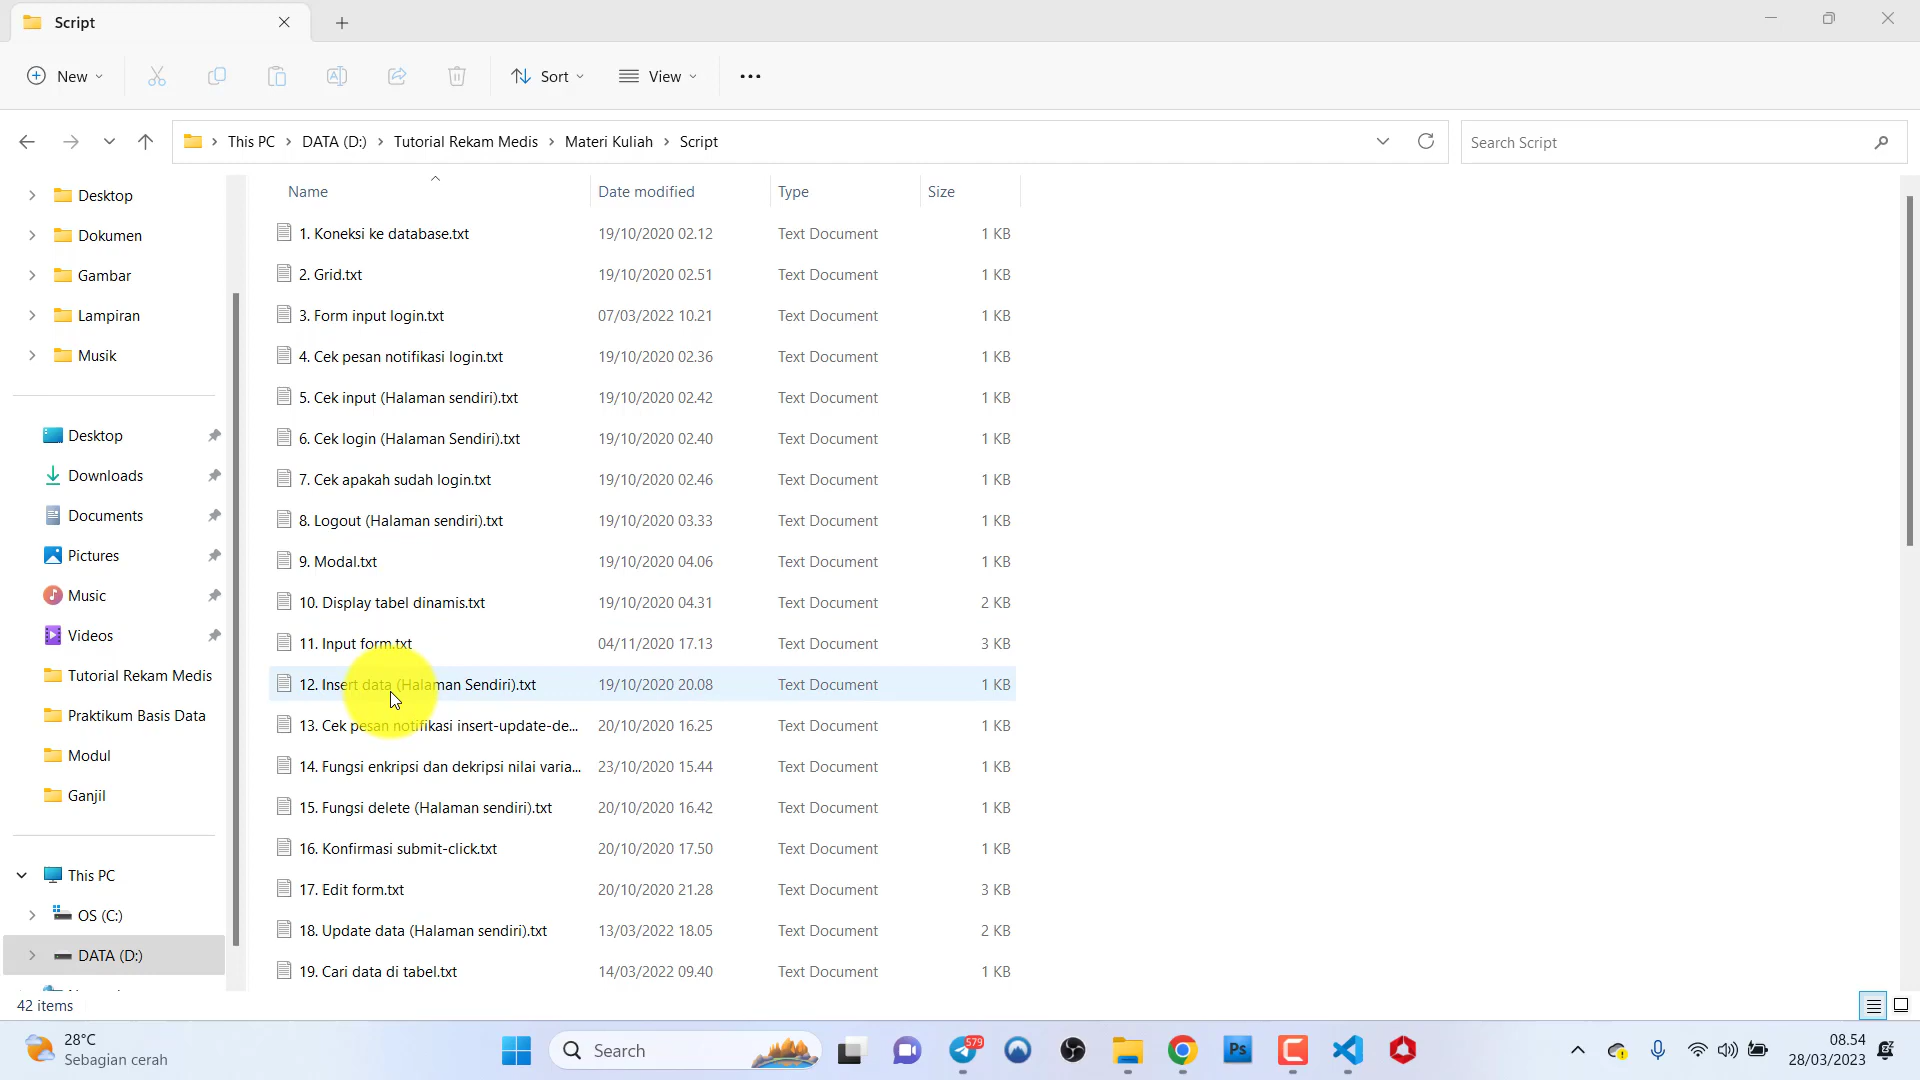 Script
New
Sort
View
This PC
DATA (D:)
Tutorial Rekam Medis
Materi Kuliah
Script
Search Script
Desktop
Dokumen
Gambar
Lampiran
Musik
Desktop
Downloads
Documents
Pictures
Music
Videos
Tutorial Rekam Medis
Praktikum Basis Data
Modul
Ganjil
This PC
OS (C:)
DATA (D:)
Name Date modified Type Size
1. Koneksi ke database.txt 19/10/2020 02.12 Text Document 1 KB
2. Grid.txt 19/10/2020 02.51 Text Document 1 KB
3. Form input login.txt 07/03/2022 10.21 Text Document 1 KB
4. Cek pesan notifikasi login.txt 19/10/2020 02.36 Text Document 1 KB
5. Cek input (Halaman sendiri).txt 19/10/2020 02.42 Text Document 1 KB
6. Cek login (Halaman Sendiri).txt 19/10/2020 02.40 Text Document 1 KB
7. Cek apakah sudah login.txt 19/10/2020 02.46 Text Document 1 KB
8. Logout (Halaman sendiri).txt 19/10/2020 03.33 Text Document 1 KB
9. Modal.txt 19/10/2020 04.06 Text Document 1 KB
10. Display tabel dinamis.txt 19/10/2020 04.31 Text Document 2 KB
11. Input form.txt 04/11/2020 17.13 Text Document 3 KB
12. Insert data (Halaman Sendiri).txt 19/10/2020 20.08 Text Document 1 KB
13. Cek pesan notifikasi insert-update-de... 20/10/2020 16.25 Text Document 1 KB
14. Fungsi enkripsi dan dekripsi nilai varia... 23/10/2020 15.44 Text Document 1 KB
15. Fungsi delete (Halaman sendiri).txt 20/10/2020 16.42 Text Document 1 KB
16. Konfirmasi submit-click.txt 20/10/2020 17.50 Text Document 1 KB
17. Edit form.txt 20/10/2020 21.28 Text Document 3 KB
18. Update data (Halaman sendiri).txt 13/03/2022 18.05 Text Document 2 KB
19. Cari data di tabel.txt 14/03/2022 09.40 Text Document 1 KB
42 items
28°C
Sebagian cerah
Search
579
Ps
08.54
28/03/2023